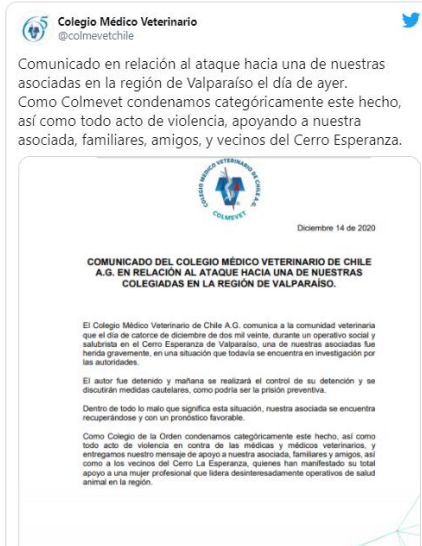 Colegio Médico Veterinario
@colmevetchile
Comunicado en relación al ataque hacia una de nuestras
asociadas en la región de Valparaíso el día de ayer.
Como Colmevet condenamos categóricamente este hecho,
así como todo acto de violencia, apoyando a nuestra
asociada, familiares, amigos, y vecinos del Cerro Esperanza.
COLEGIO MÉDICO VETERINARIO DE CHILE A.G.
COLMEVET
Diciembre 14 de 2020
COMUNICADO DEL COLEGIO MÉDICO VETERINARIO DE CHILE
A.G. EN RELACIÓN AL ATAQUE HACIA UNA DE NUESTRAS
COLEGIADAS EN LA REGIÓN DE VALPARAÍSO.
El Colegio Médico Veterinario de Chile A.G. comunica a la comunidad veterinaria
que el día de catorce de diciembre de dos mil veinte, durante un operativo social y
salubrista en el Cerro Esperanza de Valparaíso, una de nuestras asociadas fue
herida gravemente, en una situación que todavía se encuentra en investigación por
las autoridades.
El autor fue detenido y mañana se realizará el control de su detención y se
discutirán medidas cautelares, como podría ser la prisión preventiva.
Dentro de todo lo malo que significa esta situación, nuestra asociada se encuentra
recuperándose y con un pronóstico favorable.
Como Colegio de la Orden condenamos categóricamente este hecho, así como
todo acto de violencia en contra de las médicas y médicos veterinarios, y
entregamos nuestro mensaje de apoyo a nuestra asociada, familiares y amigos, así
como a los vecinos del Cerro La Esperanza, quienes han manifestado su total
apoyo a una mujer profesional que lidera desinteresadamente operativos de salud
animal en la región.